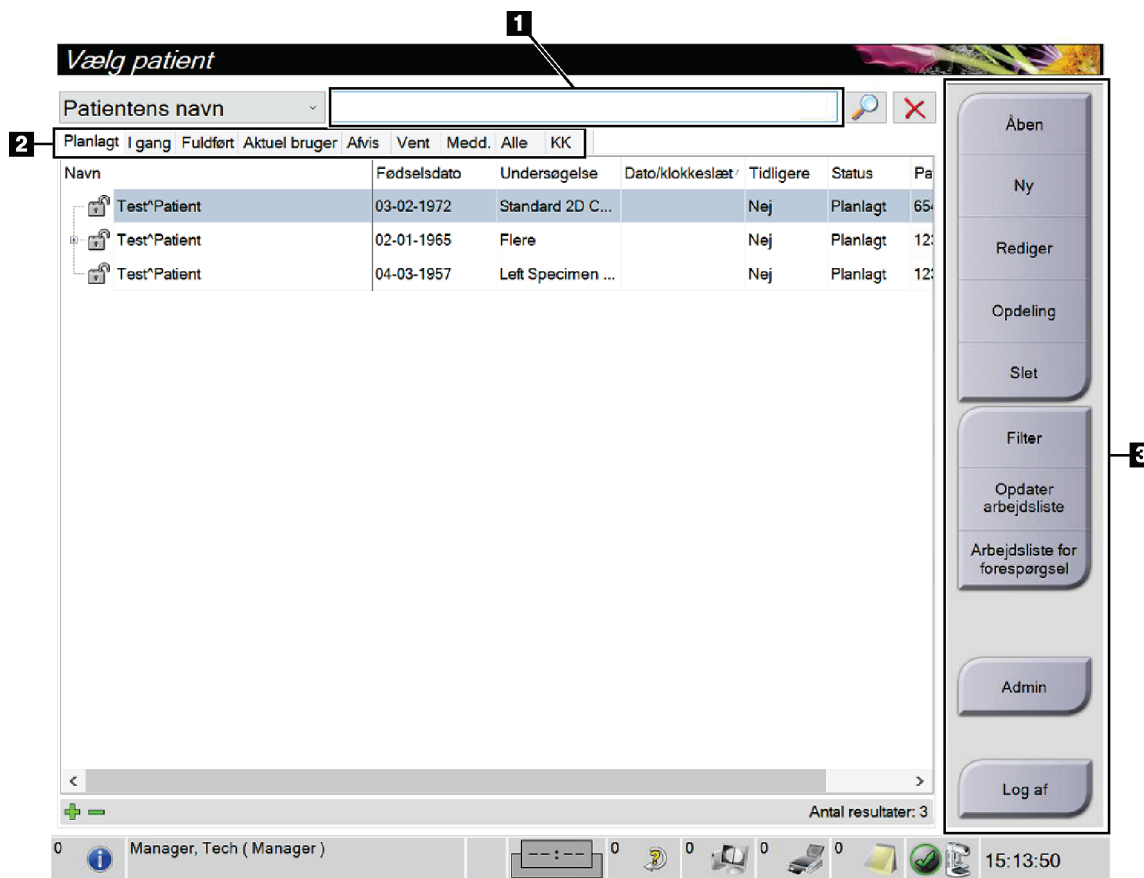 1
Vælg patient
Patientens navn
2
Planlagt I gang Fuldført Aktuel bruger Afvis Vent Medd. Alle KK
Navn Fødselsdato Undersøgelse Dato/klokkeslæt Tidligere Status Pa
Test^Patient 03-02-1972 Standard 2D C... Nej Planlagt 654
Test^Patient 02-01-1965 Flere Nej Planlagt 123
Test^Patient 04-03-1957 Left Specimen ... Nej Planlagt 123
Antal resultater: 3
Åben
Ny
Rediger
Opdeling
Slet
Filter
Opdater
arbejdsliste
Arbejdsliste for
forespørgsel
Admin
Log af
3
0 Manager, Tech ( Manager ) --:-- 0 0 0 0 15:13:50